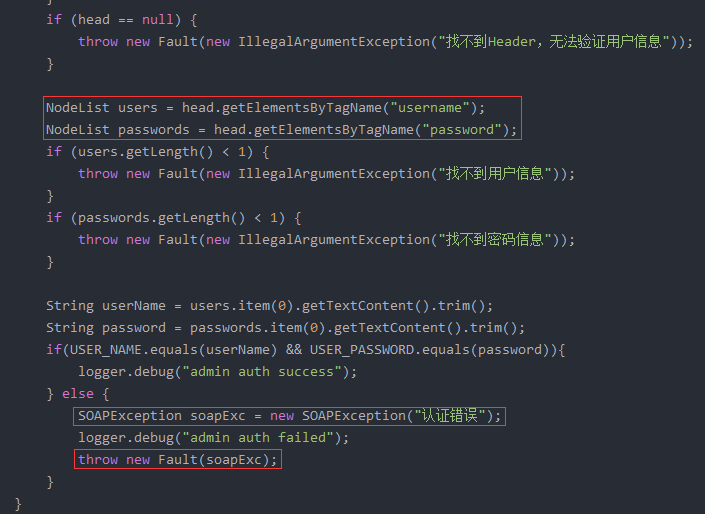 }
if (head == null) {
throw new Fault(new IllegalArgumentException("找不到Header，无法验证用户信息"));
}
NodeList users = head.getElementsByTagName("username");
NodeList passwords = head.getElementsByTagName("password");
if (users.getLength() < 1) {
throw new Fault(new IllegalArgumentException("找不到用户信息"));
}
if (passwords.getLength() < 1) {
throw new Fault(new IllegalArgumentException("找不到密码信息"));
}
String userName = users.item(0).getTextContent().trim();
String password = passwords.item(0).getTextContent().trim();
if(USER_NAME.equals(userName) && USER_PASSWORD.equals(password)){
logger.debug("admin auth success");
} else {
SOAPException soapExc = new SOAPException("认证错误");
logger.debug("admin auth failed");
throw new Fault(soapExc);
}
}